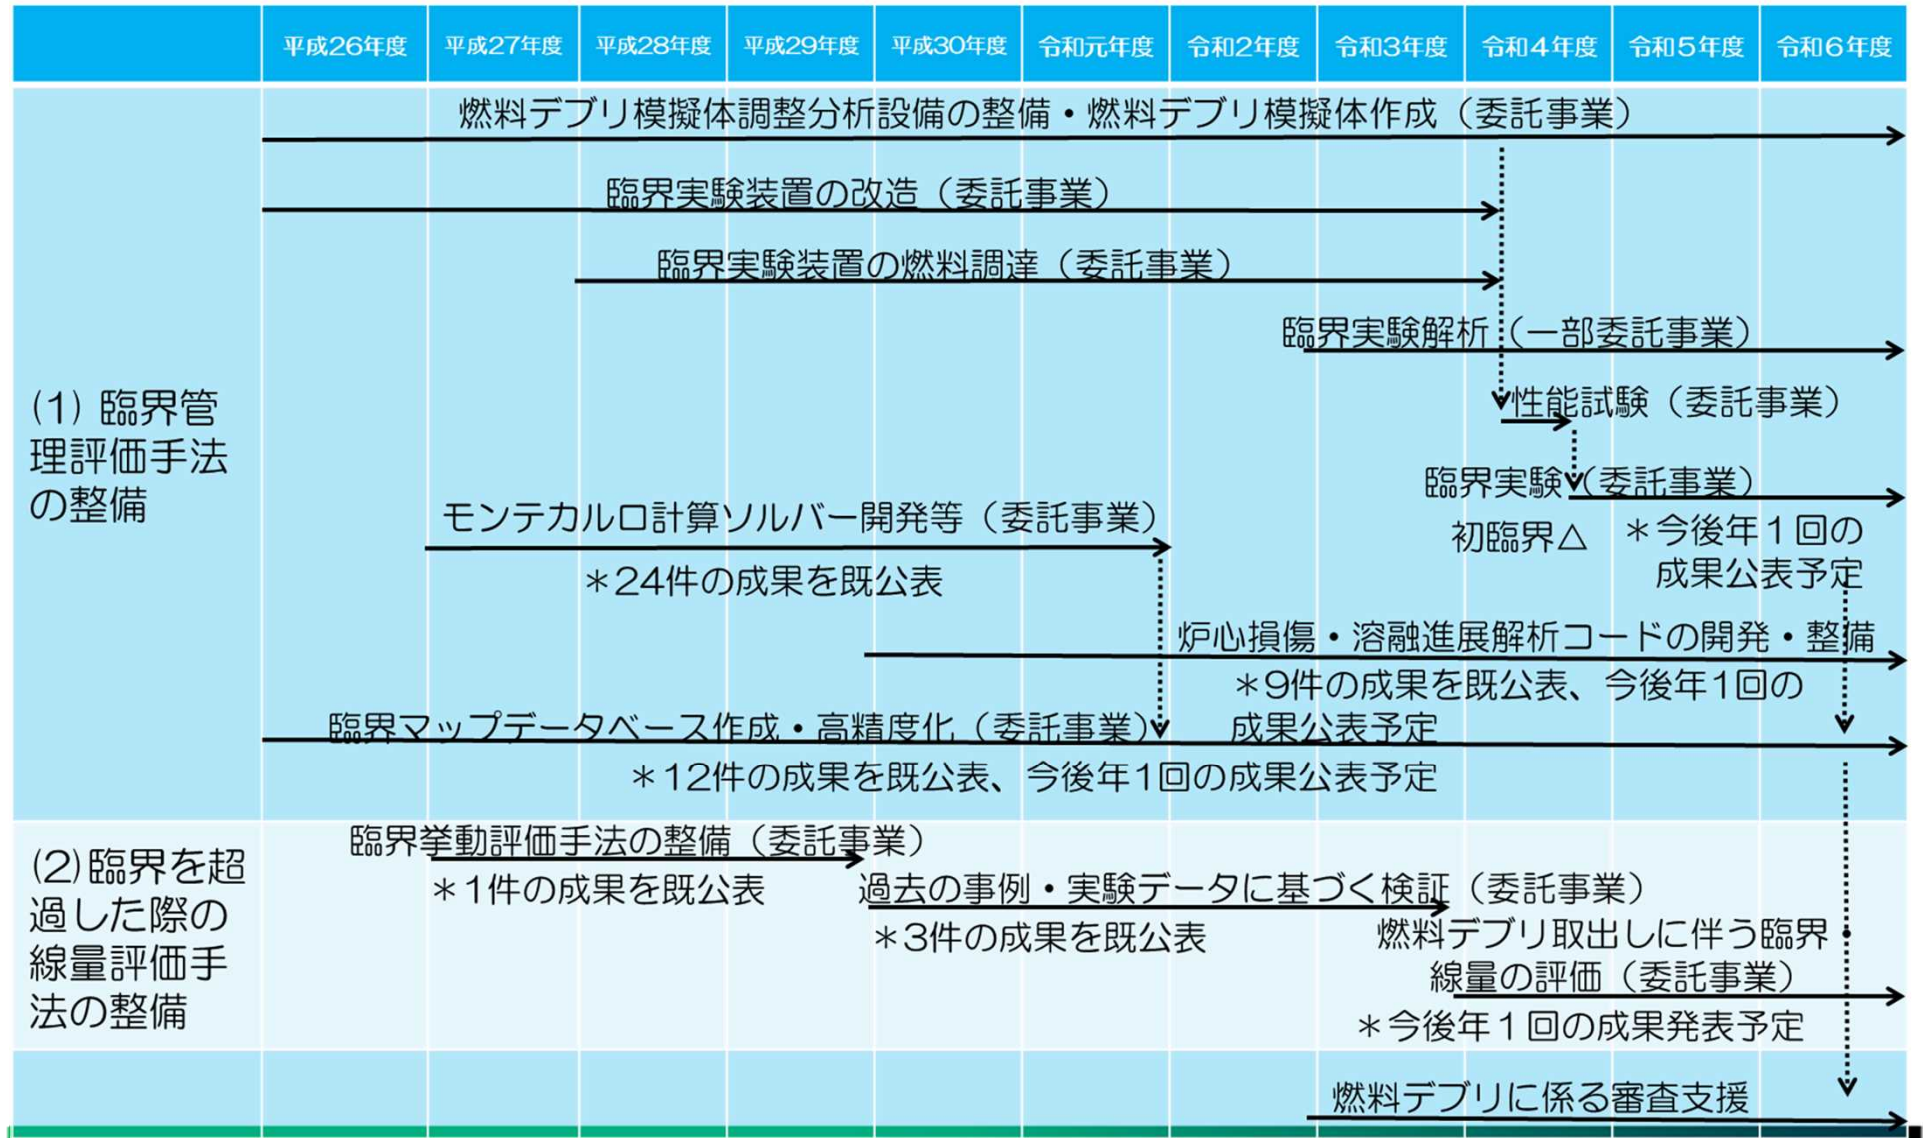 平成26年度 平成27年度 平成28年度 平成29年度 平成30年度 令和元年度 令和2年度 令和3年度 令和4年度 令和5年度 令和6年度
(1) 臨界管
理評価手法
の整備
燃料デブリ模擬体調整分析設備の整備・燃料デブリ模擬体作成（委託事業）
臨界実験装置の改造（委託事業）
臨界実験装置の燃料調達（委託事業）
臨界実験解析（一部委託事業）
性能試験（委託事業）
臨界実験（委託事業）
初臨界△
＊今後年１回の
成果公表予定
モンテカルロ計算ソルバー開発等（委託事業）
＊24件の成果を既公表
炉心損傷・溶融進展解析コードの開発・整備
＊9件の成果を既公表、今後年1回の
成果公表予定
臨界マップデータベース作成・高精度化（委託事業）
＊12件の成果を既公表、今後年1回の成果公表予定
(2)臨界を超
過した際の
線量評価手
法の整備
臨界挙動評価手法の整備（委託事業）
＊1件の成果を既公表
過去の事例・実験データに基づく検証（委託事業）
＊3件の成果を既公表
燃料デブリ取出しに伴う臨界・
線量の評価（委託事業）
＊今後年１回の成果発表予定
燃料デブリに係る審査支援